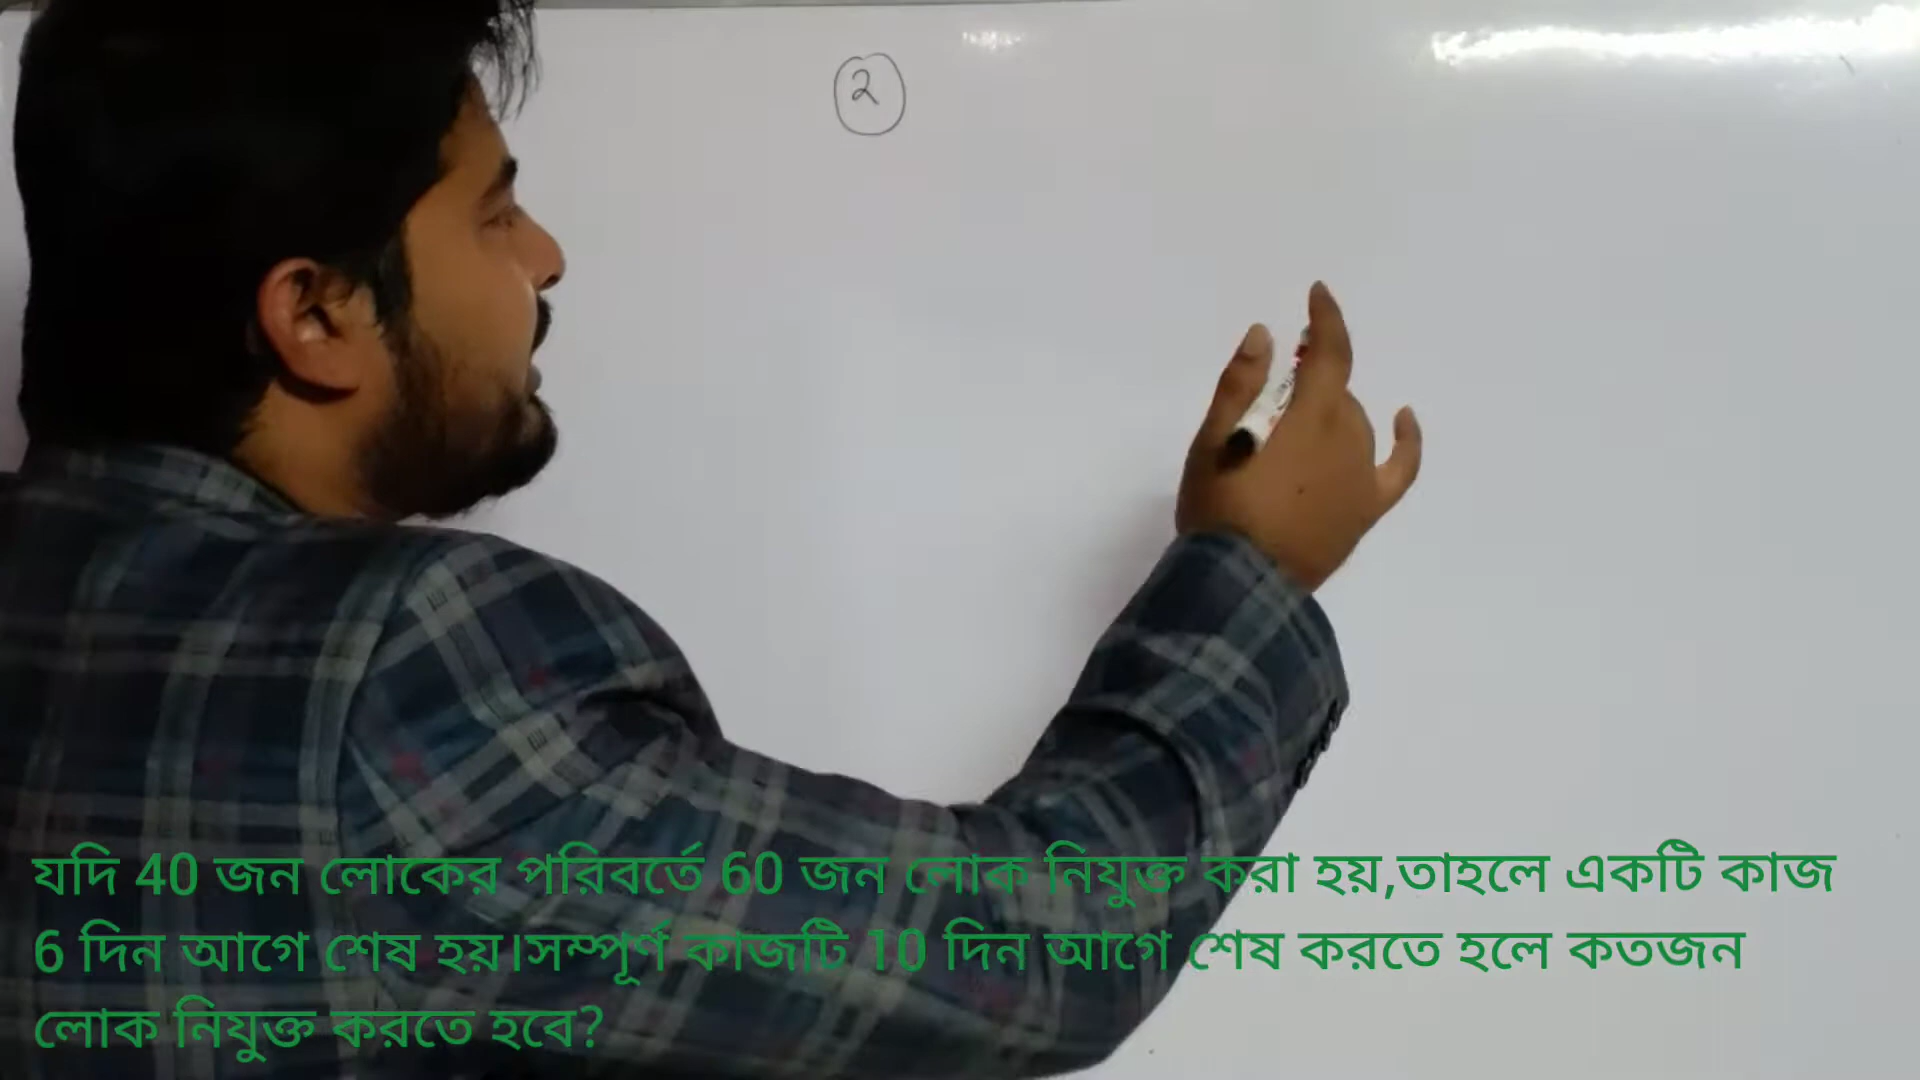 ২
যদি 40 জন লোকের পরিবর্তে 60 জন লোক নিযুক্ত করা হয়,তাহলে একটি কাজ
6 দিন আগে শেষ হয়।সম্পূর্ণ কাজটি 10 দিন আগে শেষ করতে হলে কতজন
লোক নিযুক্ত করতে হবে?